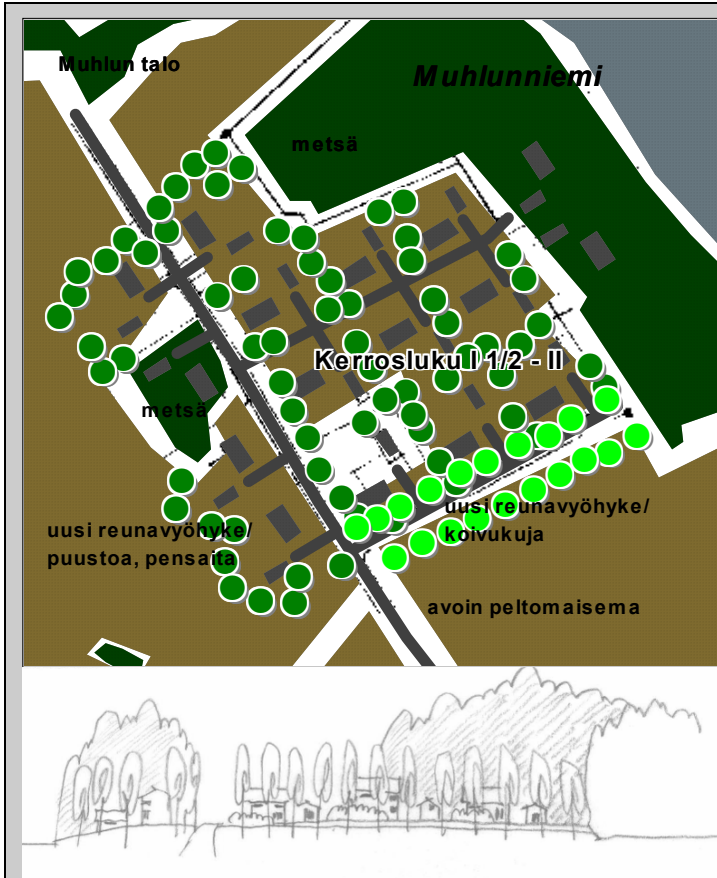 Muhlun talo
Muhlunniemi
metsä
Kerrosluku I 1/2 - II
metsä
uusi reunavyöhyke/
koivukuja
uusi reunavyöhyke/
puustoa, pensaita
avoin peltomaisema